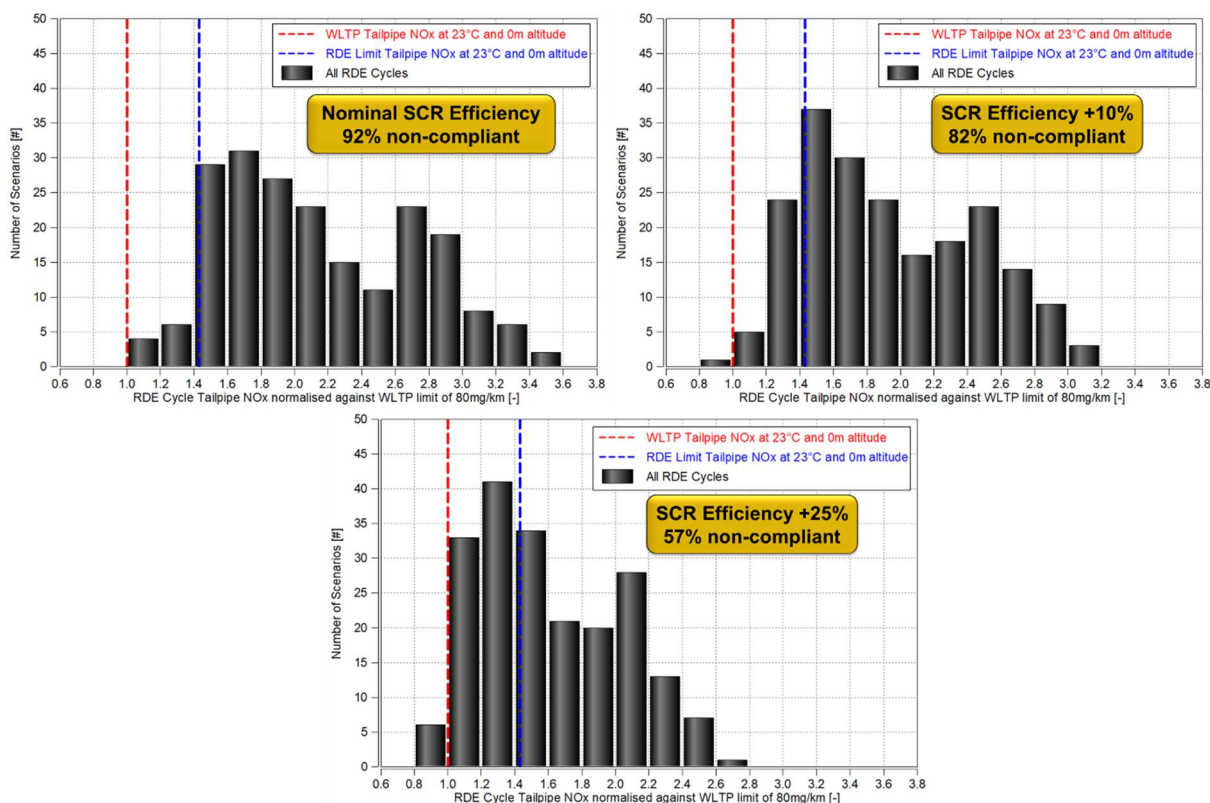 50
45
40
35
30
25
20
15
10
5
0
Number of Scenarios [#]
WLTP Tailpipe NOx at 23°C and 0m altitude
RDE Limit Tailpipe NOx at 23°C and 0m altitude
All RDE Cycles
Nominal SCR Efficiency
92% non-compliant
0.6 0.8 1.0 1.2 1.4 1.6 1.8 2.0 2.2 2.4 2.6 2.8 3.0 3.2 3.4 3.6 3.8
RDE Cycle Tailpipe NOx normalised against WLTP limit of 80mg/km [-]
50
45
40
35
30
25
20
15
10
5
0
Number of Scenarios [#]
WLTP Tailpipe NOx at 23°C and 0m altitude
RDE Limit Tailpipe NOx at 23°C and 0m altitude
All RDE Cycles
SCR Efficiency +10%
82% non-compliant
0.6 0.8 1.0 1.2 1.4 1.6 1.8 2.0 2.2 2.4 2.6 2.8 3.0 3.2 3.4 3.6 3.8
RDE Cycle Tailpipe NOx normalised against WLTP limit of 80mg/km [-]
50
45
40
35
30
25
20
15
10
5
0
Number of Scenarios [#]
WLTP Tailpipe NOx at 23°C and 0m altitude
RDE Limit Tailpipe NOx at 23°C and 0m altitude
All RDE Cycles
SCR Efficiency +25%
57% non-compliant
0.6 0.8 1.0 1.2 1.4 1.6 1.8 2.0 2.2 2.4 2.6 2.8 3.0 3.2 3.4 3.6 3.8
RDE Cycle Tailpipe NOx normalised against WLTP limit of 80mg/km [-]